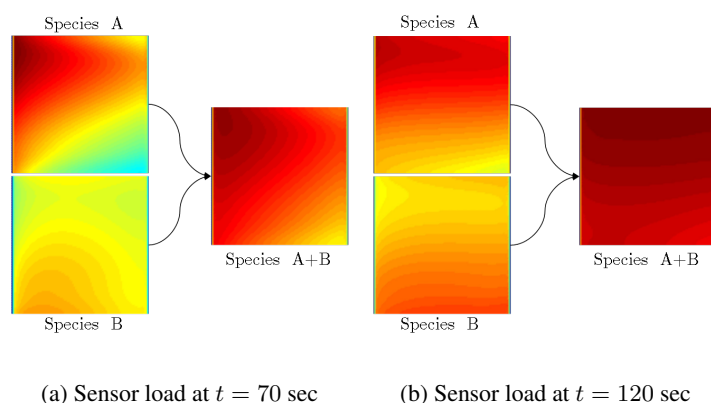 Species A
Species A
Species A+B
Species A+B
Species B
Species B
(a) Sensor load at t = 70 sec
(b) Sensor load at t = 120 sec